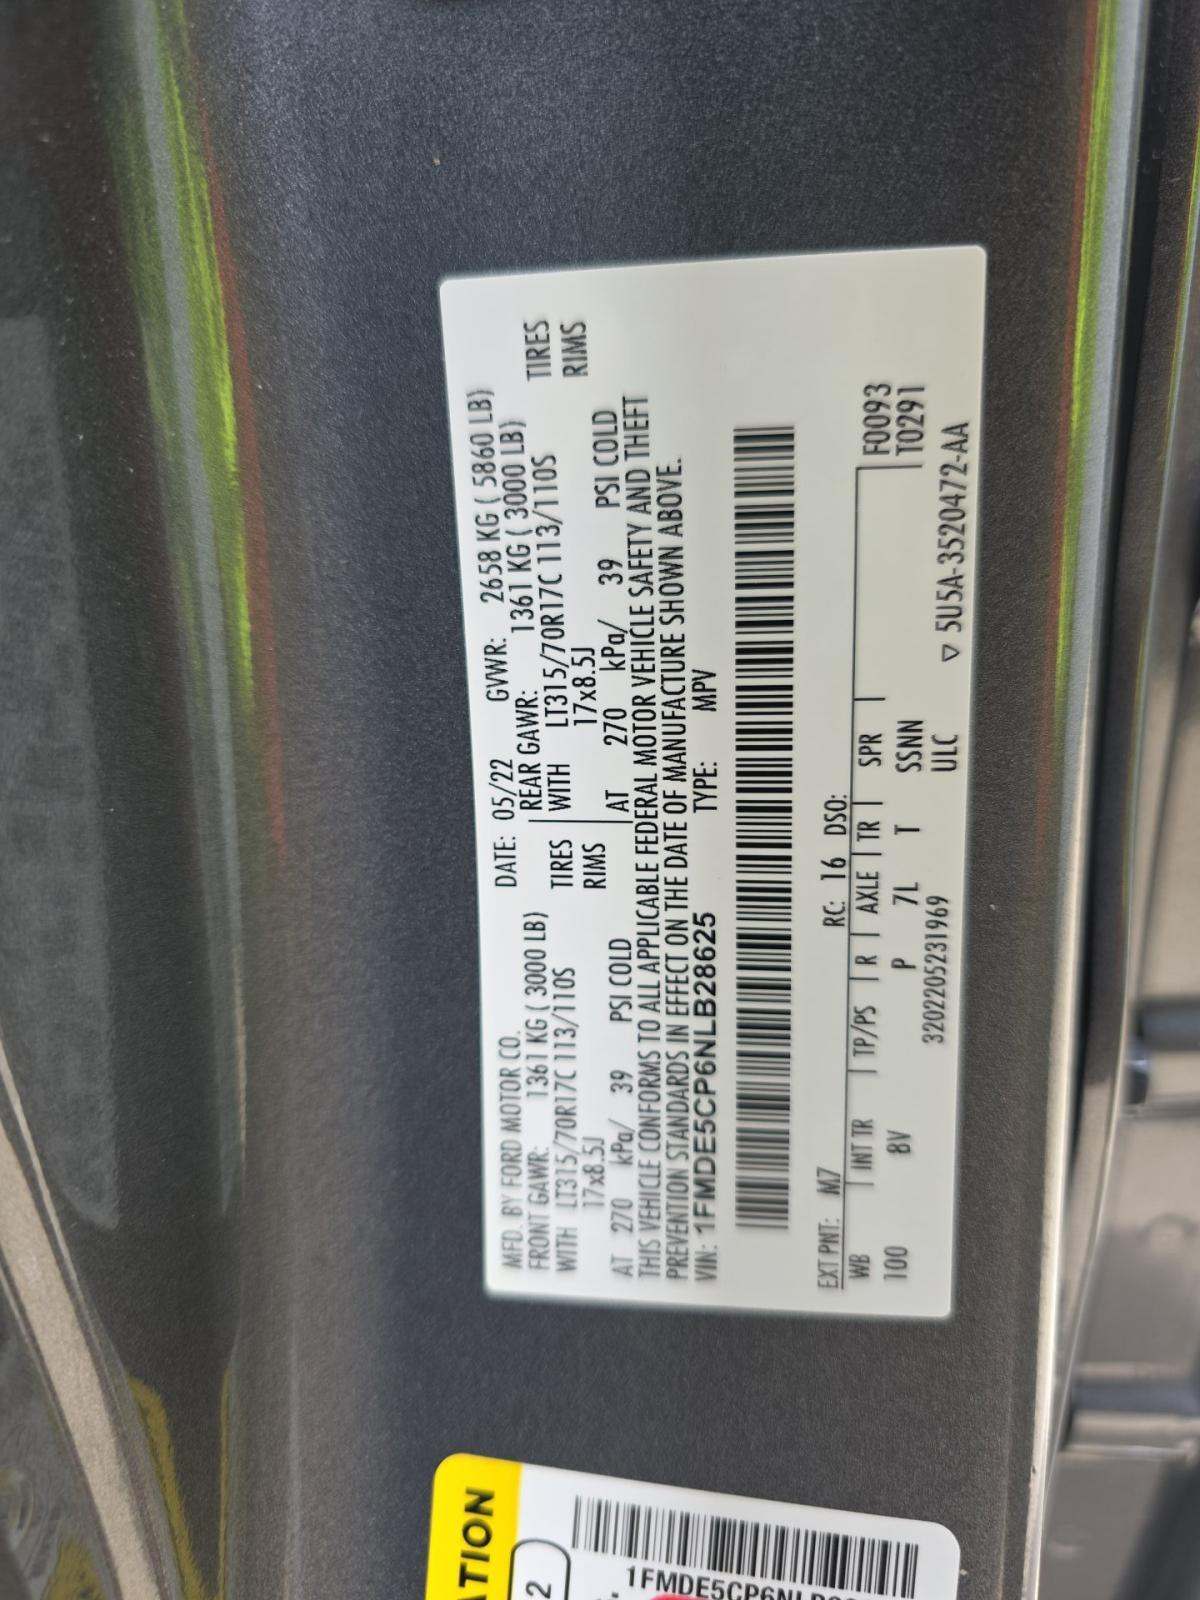 MFD. BY FORD MOTOR CO. DATE: 05/22 GVWR: 2658 KG ( 5860 LB)
FRONT GAWR: 1361 KG ( 3000 LB) REAR GAWR: 1361 KG ( 3000 LB)
WITH LT315/70R17C 113/110S TIRES WITH LT315/70R17C 113/110S TIRES
17x8.5J RIMS 17x8.5J RIMS
AT 270 kPa/ 39 PSI COLD AT 270 kPa/ 39 PSI COLD
THIS VEHICLE CONFORMS TO ALL APPLICABLE FEDERAL MOTOR VEHICLE SAFETY AND THEFT
PREVENTION STANDARDS IN EFFECT ON THE DATE OF MANUFACTURE SHOWN ABOVE.
VIN: 1FMDE5CP6NLB28625 TYPE: MPV
EXT PNT: M7 RC: 16 DSO:
WB INT TR TP/PS R AXLE TR SPR F0093
100 8V P 7L T SSNN T0291
3202205231969 ULC ▽ 5U5A-3520472-AA
ATION
2